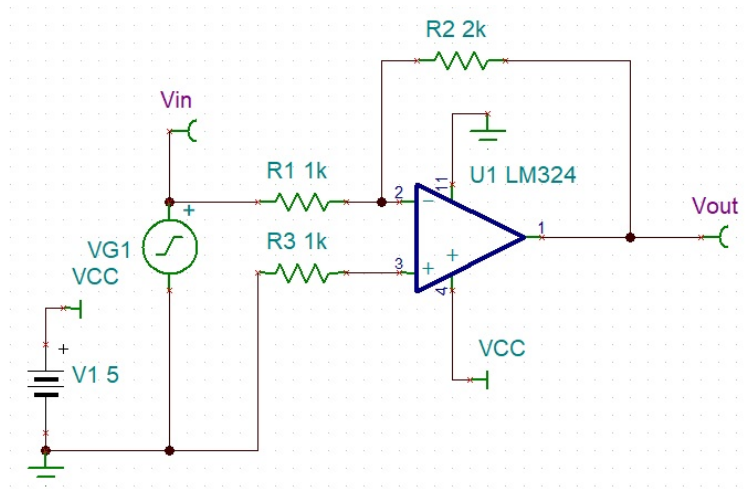 R2 2k
Vin
R1 1k
2
11
U1 LM324
1
Vout
VG1
VCC
R3 1k
3
4
VCC
V1 5